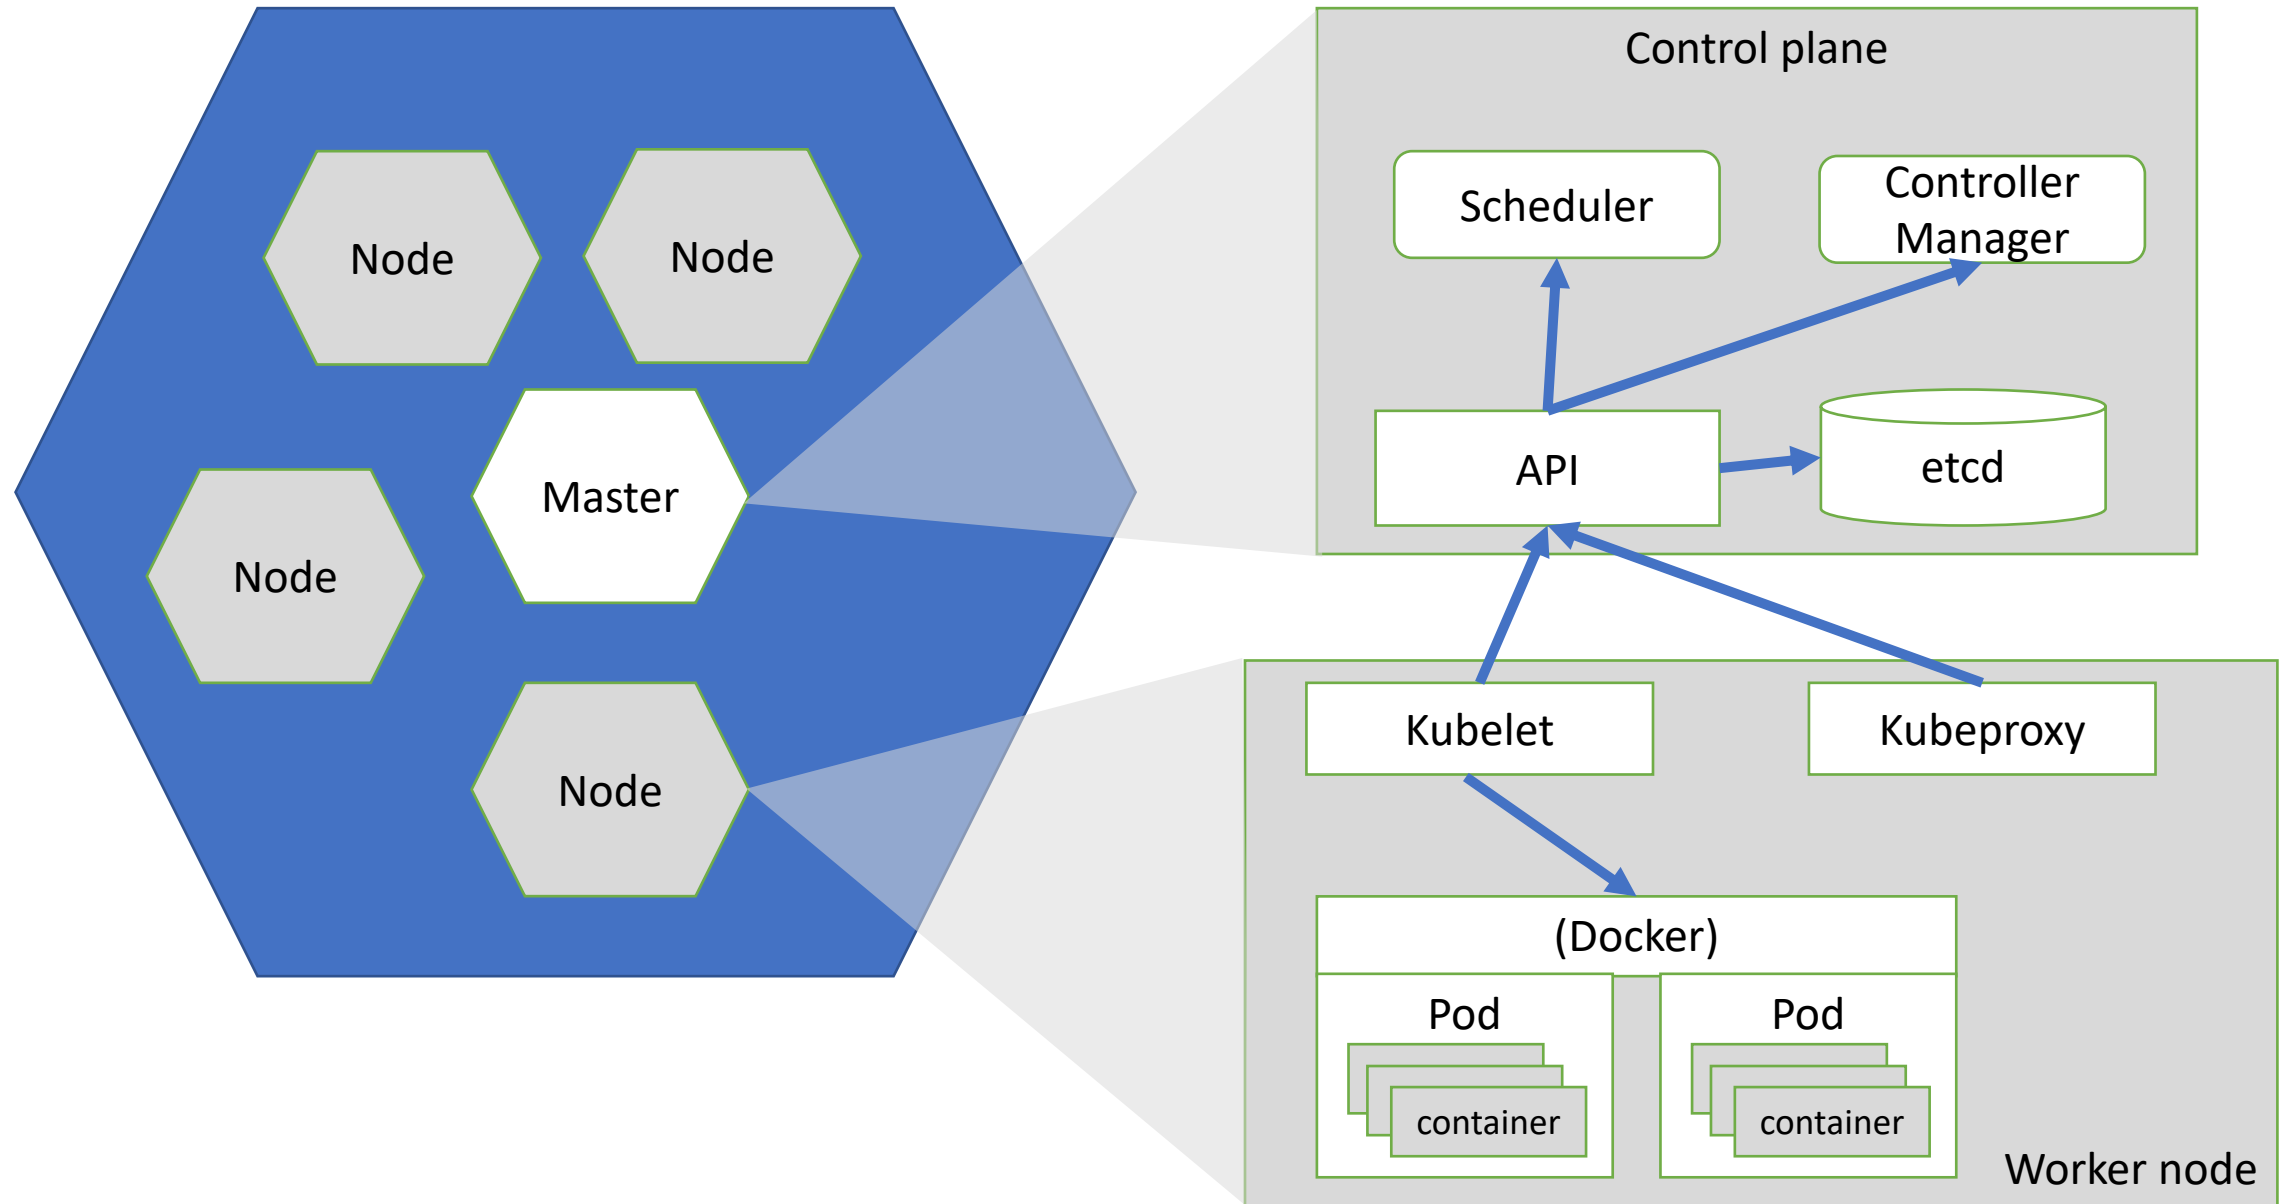 Node
Node
Master
Node
Node
Control plane
Scheduler
Controller
Manager
API
etcd
Kubelet
Kubeproxy
(Docker)
Pod
Pod
container
container
Worker node